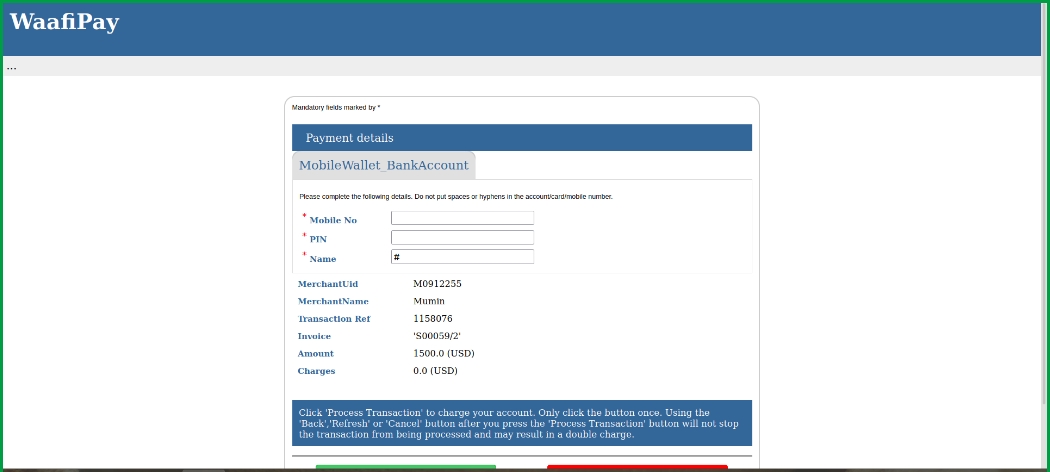 WaafiPay
...
Mandatory fields marked by *
Payment details
MobileWallet_BankAccount
Please complete the following details. Do not put spaces or hyphens in the account/card/mobile number.
* Mobile No
* PIN
* Name #
MerchantUid M0912255
MerchantName Mumin
Transaction Ref 1158076
Invoice 'S00059/2'
Amount 1500.0 (USD)
Charges 0.0 (USD)
Click 'Process Transaction' to charge your account. Only click the button once. Using the
'Back','Refresh' or 'Cancel' button after you press the 'Process Transaction' button will not stop
the transaction from being processed and may result in a double charge.